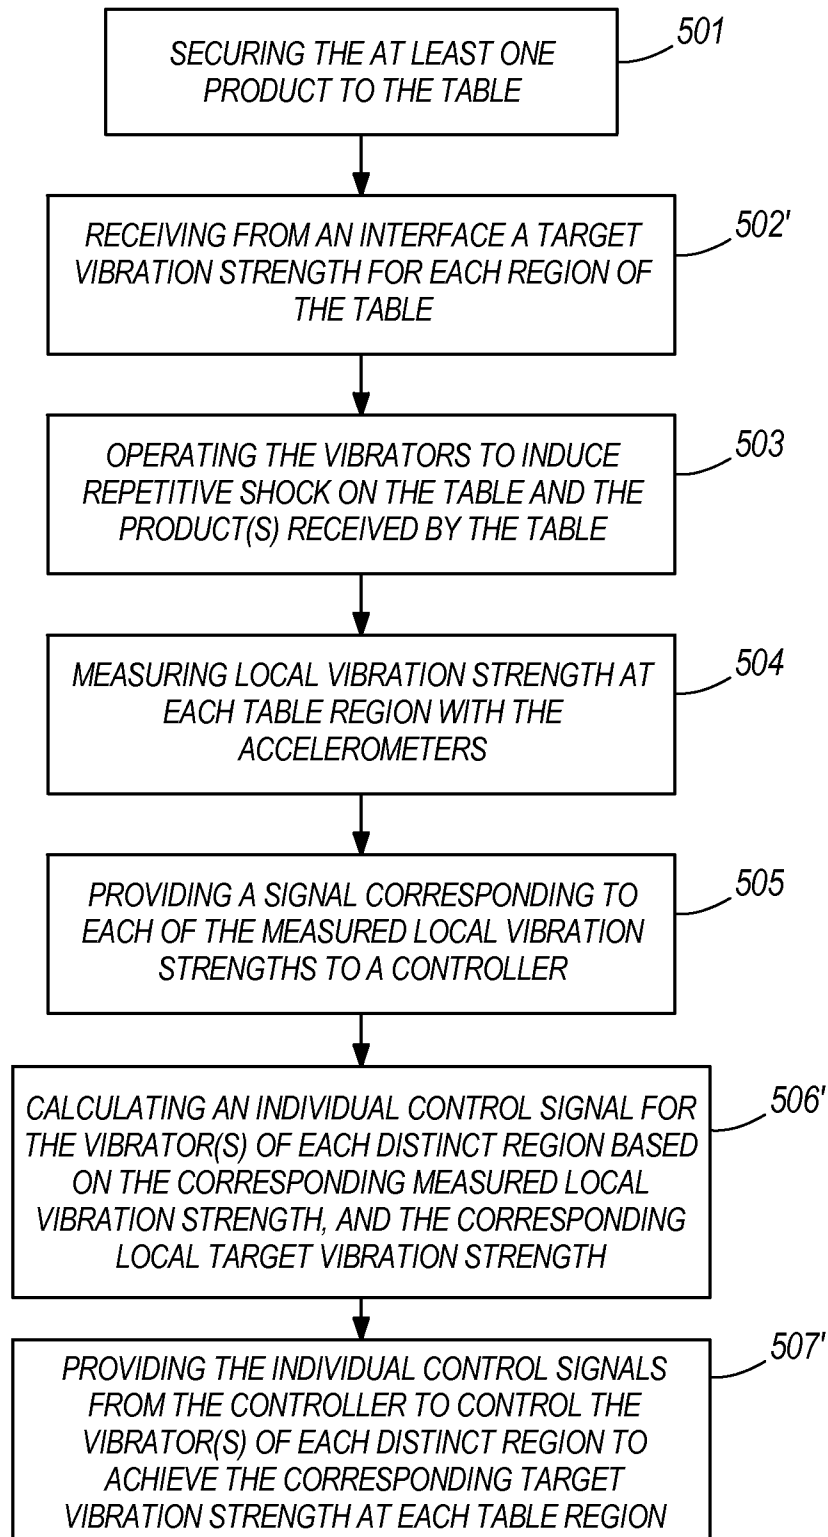 SECURING THE AT LEAST ONE
PRODUCT TO THE TABLE
501
RECEIVING FROM AN INTERFACE A TARGET
VIBRATION STRENGTH FOR EACH REGION OF
THE TABLE
502'
OPERATING THE VIBRATORS TO INDUCE
REPETITIVE SHOCK ON THE TABLE AND THE
PRODUCT(S) RECEIVED BY THE TABLE
503
MEASURING LOCAL VIBRATION STRENGTH AT
EACH TABLE REGION WITH THE
ACCELEROMETERS
504
PROVIDING A SIGNAL CORRESPONDING TO
EACH OF THE MEASURED LOCAL VIBRATION
STRENGTHS TO A CONTROLLER
505
CALCULATING AN INDIVIDUAL CONTROL SIGNAL FOR
THE VIBRATOR(S) OF EACH DISTINCT REGION BASED
ON THE CORRESPONDING MEASURED LOCAL
VIBRATION STRENGTH, AND THE CORRESPONDING
LOCAL TARGET VIBRATION STRENGTH
506'
PROVIDING THE INDIVIDUAL CONTROL SIGNALS
FROM THE CONTROLLER TO CONTROL THE
VIBRATOR(S) OF EACH DISTINCT REGION TO
ACHIEVE THE CORRESPONDING TARGET
VIBRATION STRENGTH AT EACH TABLE REGION
507'